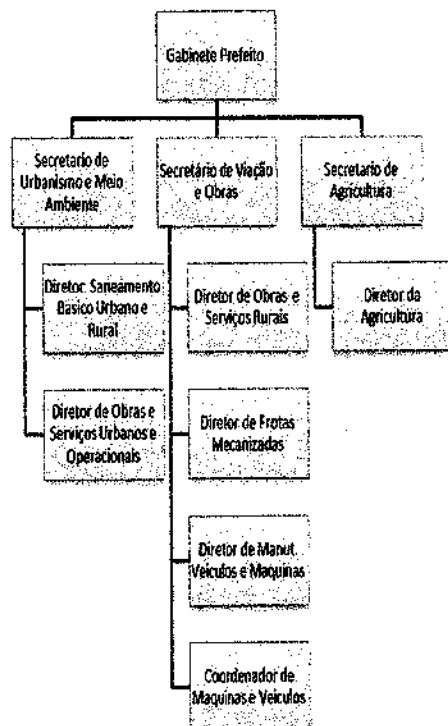 Gabinete Prefeito
Secretario de
Urbanismo e Meio
Ambiente
Secretário de Viação
e Obras
Secretario de
Agricultura
Diretor. Saneamento
Basico Urbano e
Rural
Diretor de Obras e
Serviços Rurais
Diretor da
Agricultura
Diretor de Obras e
Serviços Urbanos e
Operacionais
Diretor de Frotas
Mecanizadas
Diretor de Manut.
Veiculos e Maquinas
Coordenador de
Maquinas e Veiculos